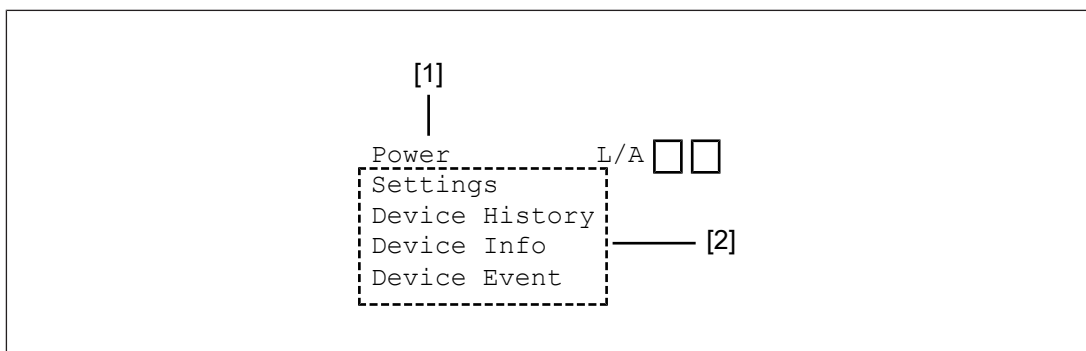 [1]
Power L/A
Settings
Device History
Device Info
[2]
Device Event